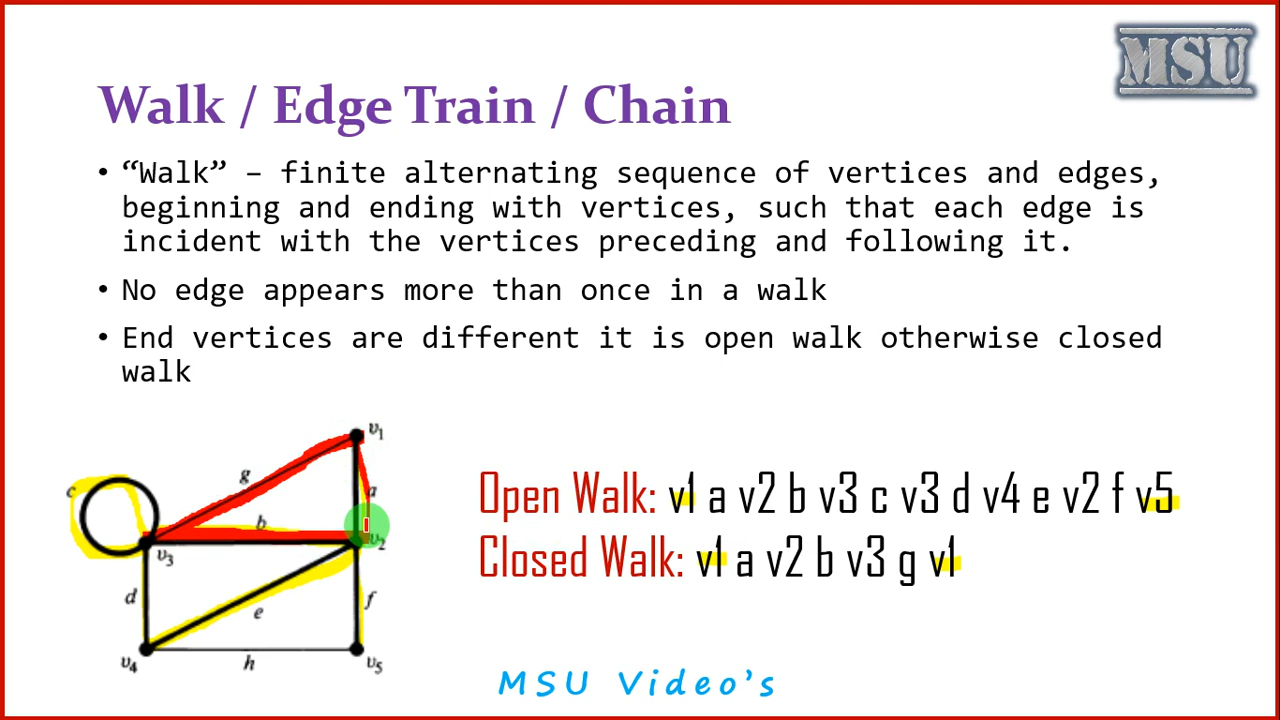 MSU
Walk / Edge Train / Chain
• “Walk” – finite alternating sequence of vertices and edges,
beginning and ending with vertices, such that each edge is
incident with the vertices preceding and following it.
• No edge appears more than once in a walk
• End vertices are different it is open walk otherwise closed
walk
v1
g
c
a
b
v2
v3
d
e
f
v4
h
v5
Open Walk: v1 a v2 b v3 c v3 d v4 e v2 f v5
Closed Walk: v1 a v2 b v3 g v1
MSU Video’s